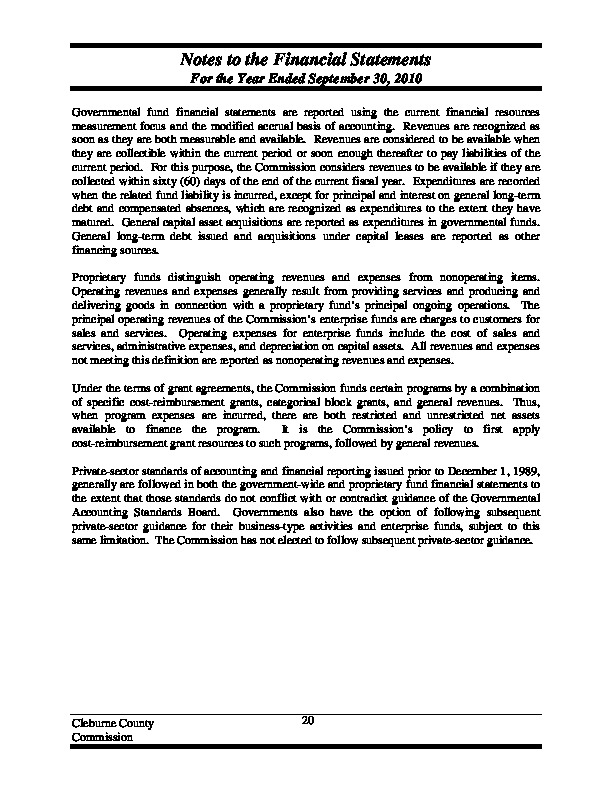 Notes to the Financial Statements
For the Year Ended September 30, 2010
Governmental fund financial statements are reported using the current financial resources
measurement focus and the modified accrual basis of accounting. Revenues are recognized as
soon as they are both measurable and available. Revenues are considered to be available when
they are collectible within the current period or soon enough thereafter to pay liabilities of the
current period. For this purpose, the Commission considers revenues to be available if they are
collected within sixty (60) days of the end of the current fiscal year. Expenditures are recorded
when the related fund liability is incurred, except for principal and interest on general long-term
debt and compensated absences, which are recognized as expenditures to the extent they have
matured. General capital asset acquisitions are reported as expenditures in governmental funds.
General long-term debt issued and acquisitions under capital leases are reported as other
financing sources.
Proprietary funds distinguish operating revenues and expenses from nonoperating items.
Operating revenues and expenses generally result from providing services and producing and
delivering goods in connection with a proprietary fund's principal ongoing operations. The
principal operating revenues of the Commission's enterprise funds are charges to customers for
sales and services. Operating expenses for enterprise funds include the cost of sales and
services, administrative expenses, and depreciation on capital assets. All revenues and expenses
not meeting this definition are reported as nonoperating revenues and expenses.
Under the terms of grant agreements, the Commission funds certain programs by a combination
of specific cost-reimbursement grants, categorical block grants, and general revenues. Thus,
when program expenses are incurred, there are both restricted and unrestricted net assets
available to finance the program. It is the Commission's policy to first apply
cost-reimbursement grant resources to such programs, followed by general revenues.
Private-sector standards of accounting and financial reporting issued prior to December 1, 1989,
generally are followed in both the government-wide and proprietary fund financial statements to
the extent that those standards do not conflict with or contradict guidance of the Governmental
Accounting Standards Board. Governments also have the option of following subsequent
private-sector guidance for their business-type activities and enterprise funds, subject to this
same limitation. The Commission has not elected to follow subsequent private-sector guidance.
Cleburne County 20
Commission